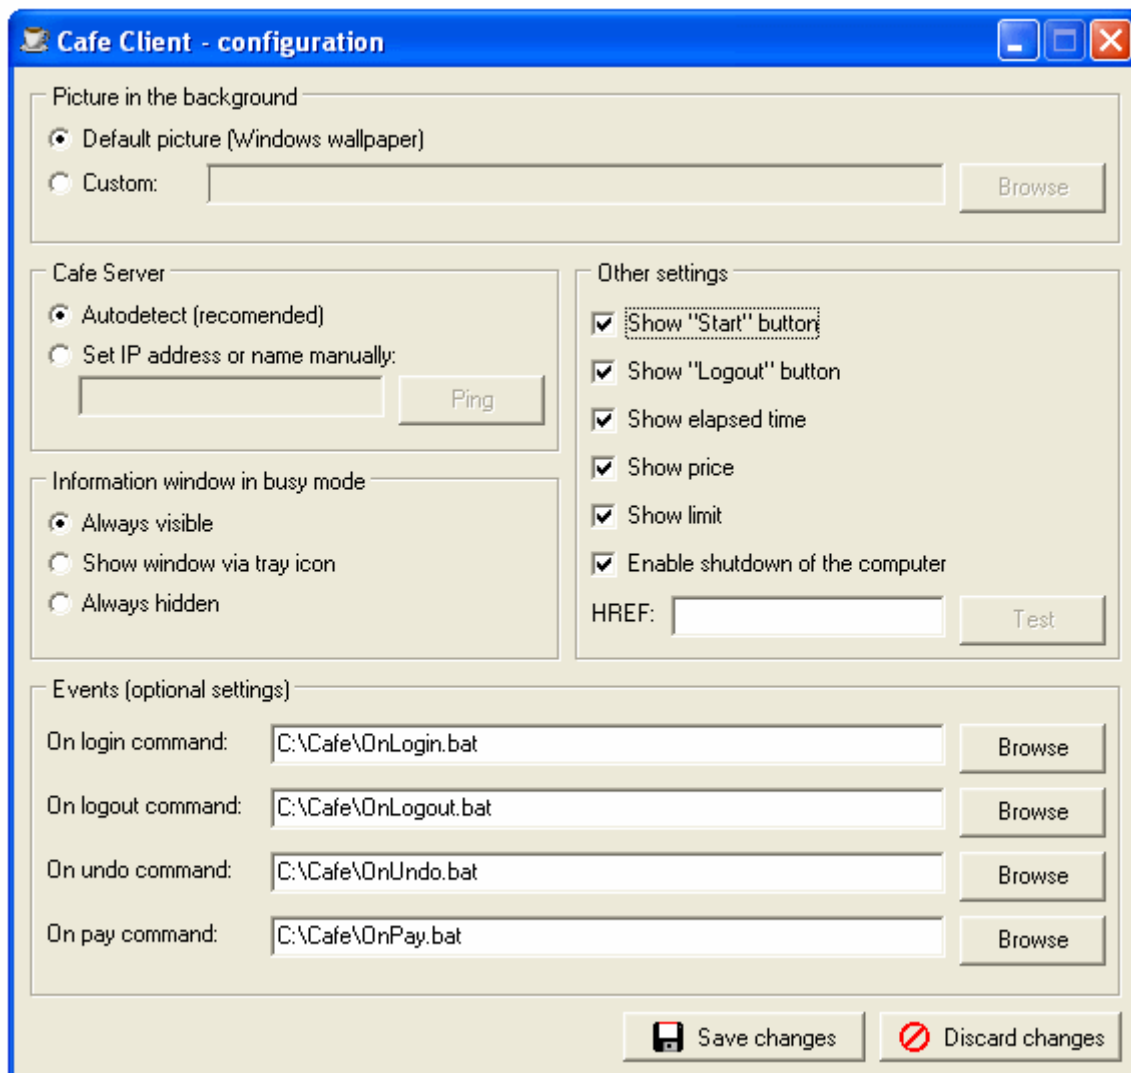 Cafe Client - configuration
Picture in the background
Default picture (Windows wallpaper)
Custom:
Browse
Cafe Server
Autodetect (recomended)
Set IP address or name manually:
Ping
Information window in busy mode
Always visible
Show window via tray icon
Always hidden
Other settings
Show "Start" button
Show "Logout" button
Show elapsed time
Show price
Show limit
Enable shutdown of the computer
HREF:
Test
Events (optional settings)
On login command: C:\Cafe\OnLogin.bat Browse
On logout command: C:\Cafe\OnLogout.bat Browse
On undo command: C:\Cafe\OnUndo.bat Browse
On pay command: C:\Cafe\OnPay.bat Browse
Save changes Discard changes